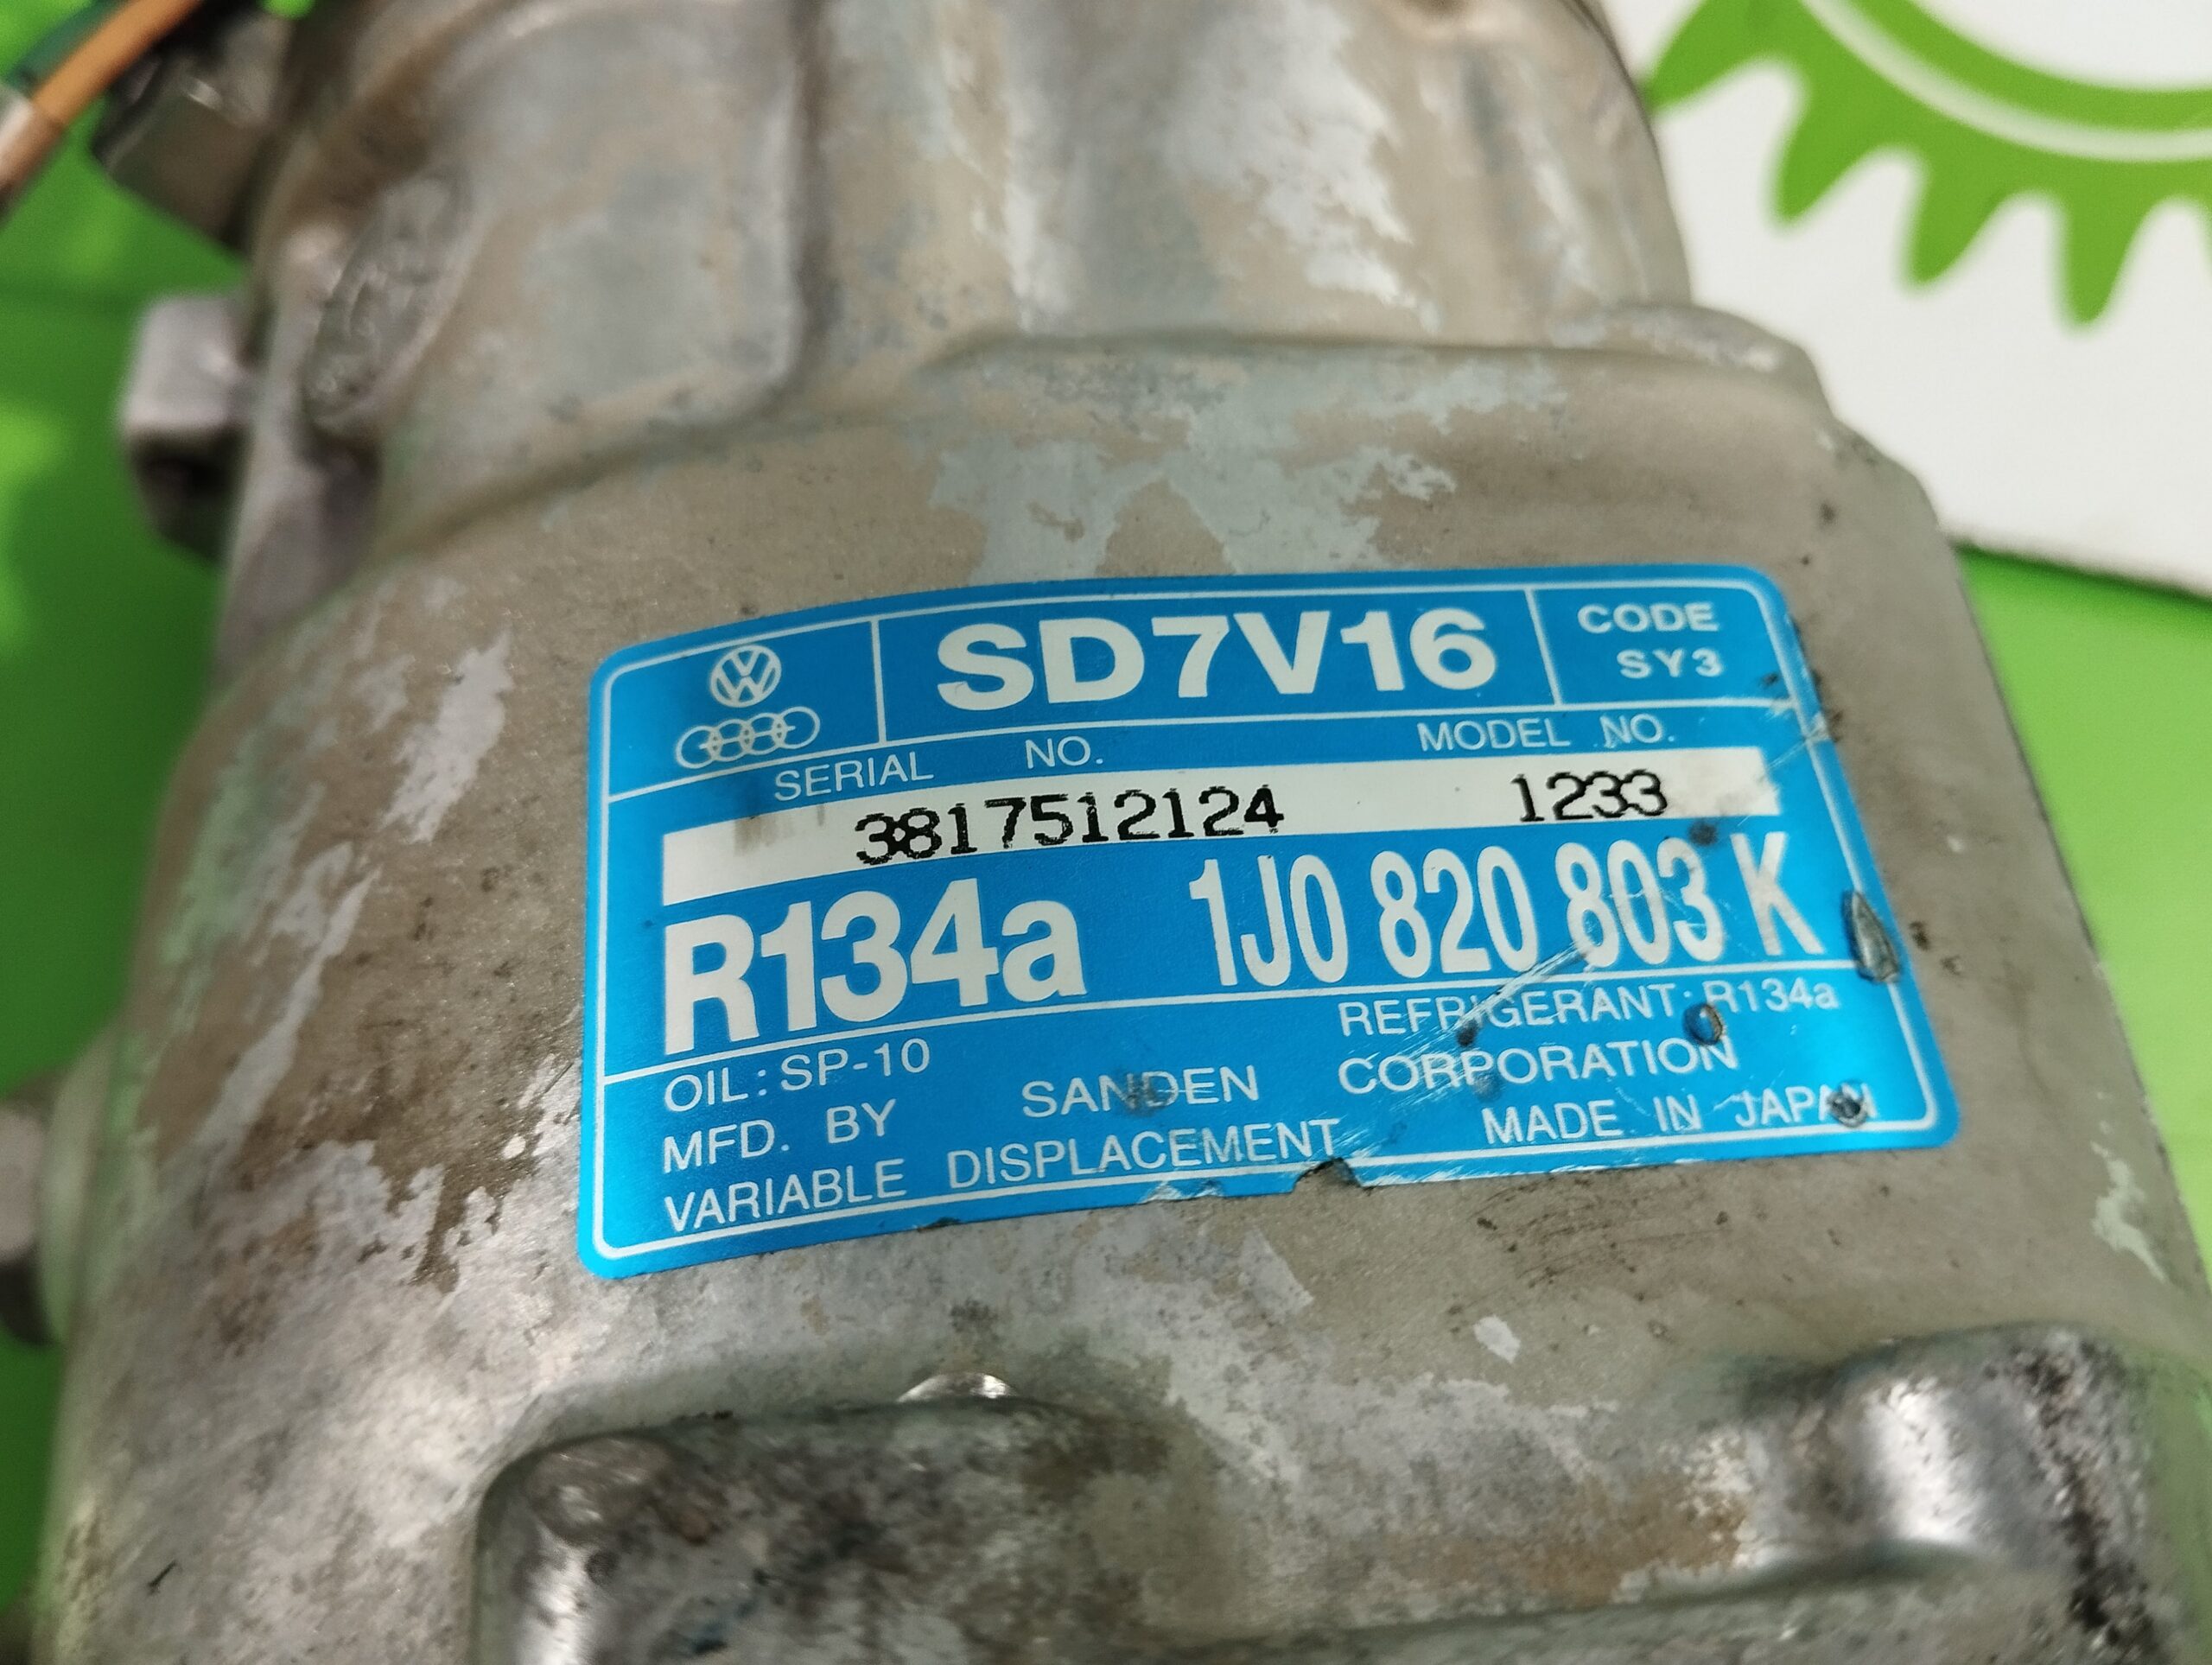 SD7V16
CODE
SY3
SERIAL NO. MODEL NO.
3817512124 1233
R134a 1J0 820 803 K
OIL:SP-10 REFRIGERANT: R134a
MFD. BY SANDEN CORPORATION
VARIABLE DISPLACEMENT MADE IN JAPAN